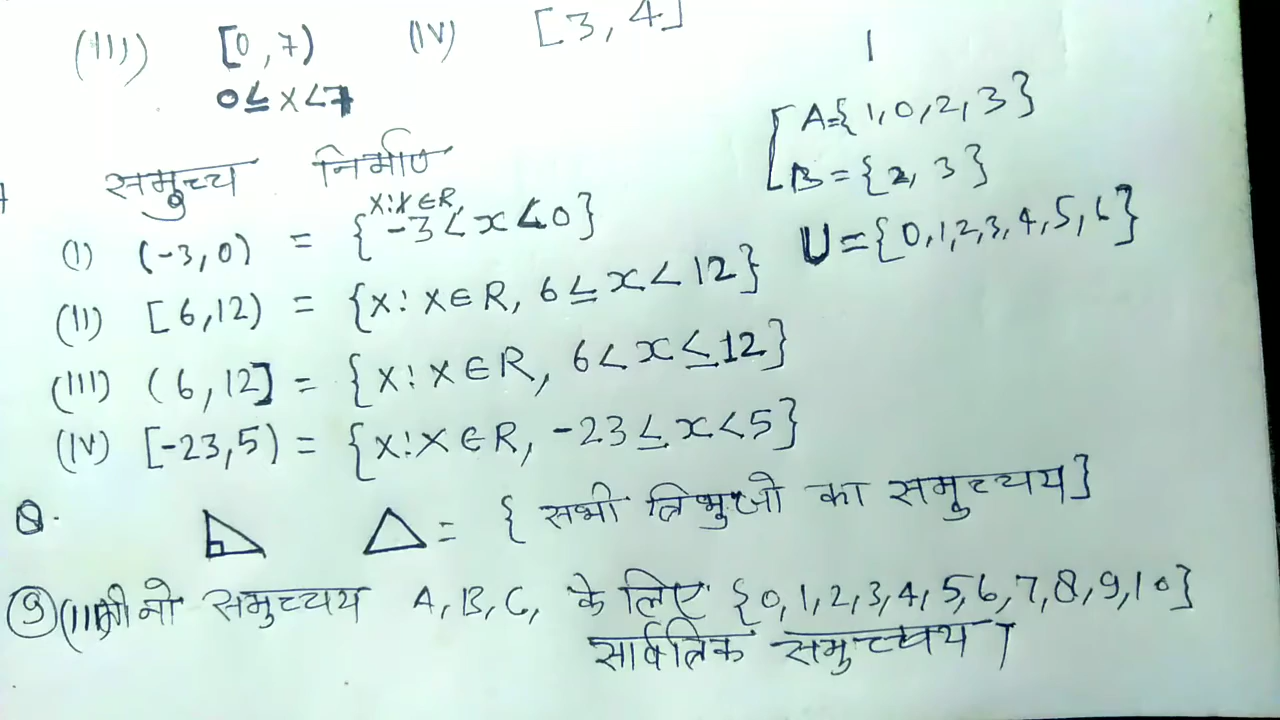 (III) [0,7) (IV) [3,4]
0≤x<7
A={1,0,2,3}
B={2,3}
U={0,1,2,3,4,5,6}
समुच्च निर्माण
(I) (-3,0) = {x:x∈R, -3<x<0}
(II) [6,12) = {x:x∈R, 6≤x<12}
(III) (6,12] = {x:x∈R, 6<x≤12}
(IV) [-23,5) = {x:x∈R, -23≤x<5}
Q. = { सभी त्रिभुजो का समुच्चय}
9 समुच्चय A,B,C, के लिए {0,1,2,3,4,5,6,7,8,9,10}
सार्वत्रिक समुच्चय।